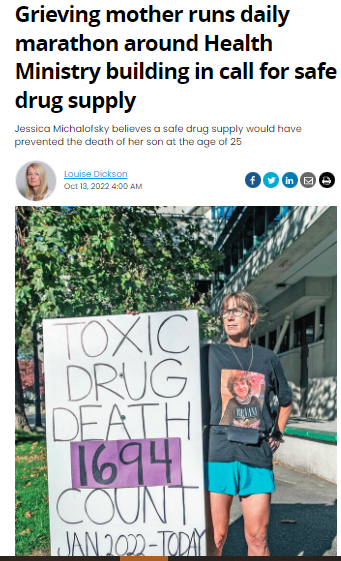 Grieving mother runs daily
marathon around Health
Ministry building in call for safe
drug supply
Jessica Michalofsky believes a safe drug supply would have
prevented the death of her son at the age of 25
Louise Dickson
Oct 13, 2022 4:00 AM
TOXIC
DRUG
DEATH
1694
COUNT
JAN 2022-TODAY
NIRVANA